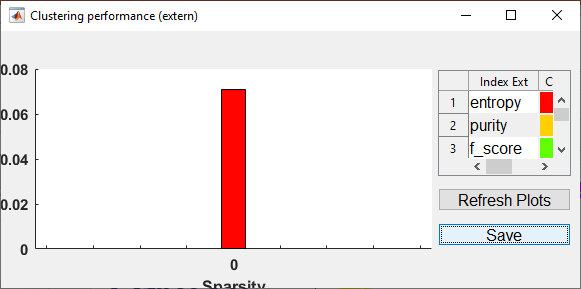 Clustering performance (extern)
0.08
0.06
0.04
0.02
0
0
Sparsity
Index Ext C
1 entropy
2 purity
3 f_score
Refresh Plots
Save